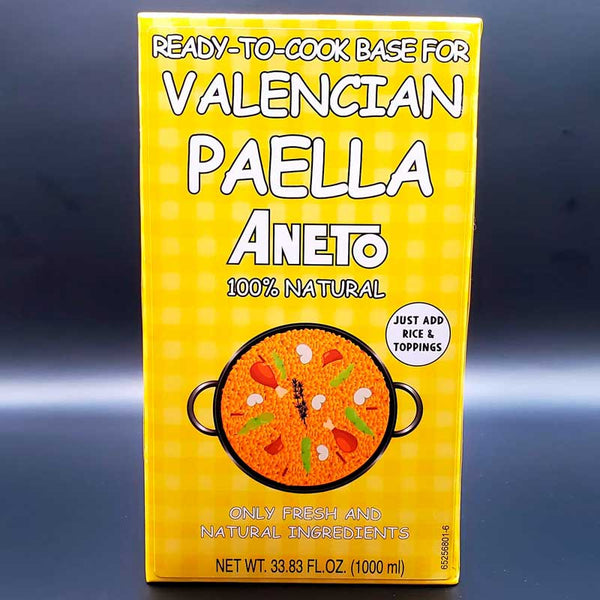 READY-TO-COOK BASE FOR
VALENCIAN
PAELLA
ANETO
100% NATURAL
JUST ADD
RICE &
TOPPINGS
ONLY FRESH AND
NATURAL INGREDIENTS
NET WT. 33.83 FL.OZ. (1000 ml)
65256801-6